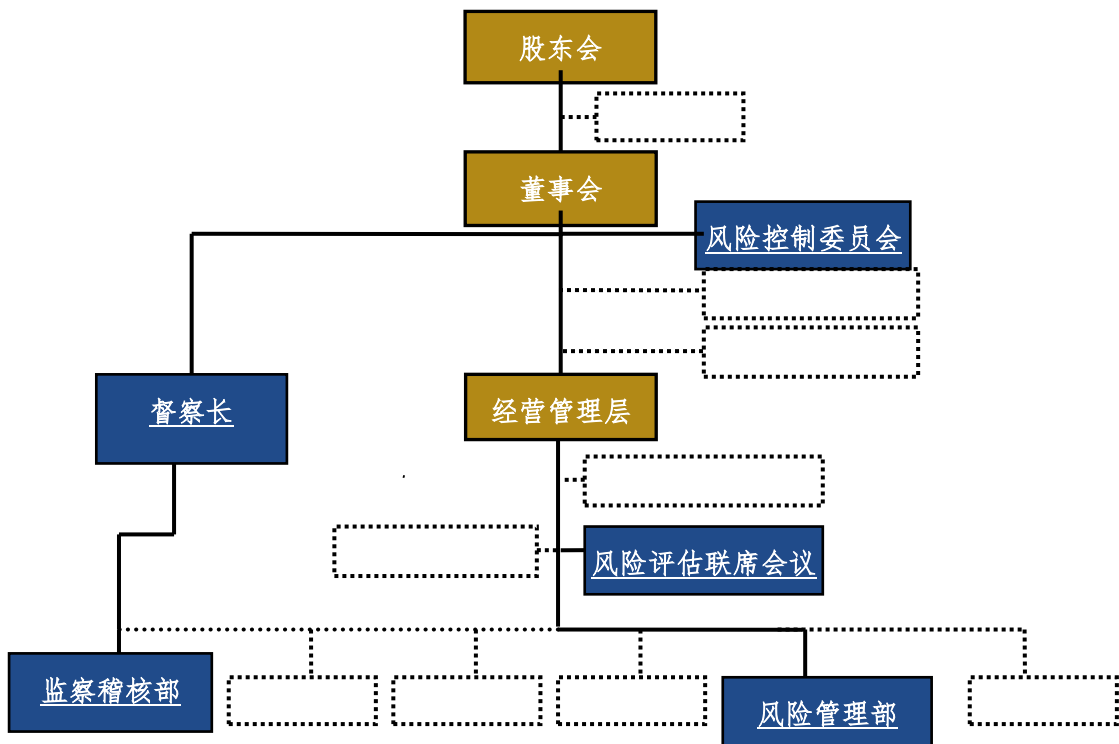 股东会
董事会
风险控制委员会
督察长
经营管理层
风险评估联席会议
监察稽核部
风险管理部